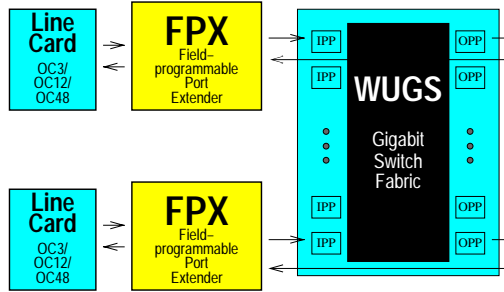 Line
Card
OC3/
OC12/
OC48
FPX
Field–
programmable
Port
Extender
IPP
IPP
WUGS
Gigabit
Switch
Fabric
OPP
OPP
Line
Card
OC3/
OC12/
OC48
FPX
Field–
programmable
Port
Extender
IPP
IPP
OPP
OPP